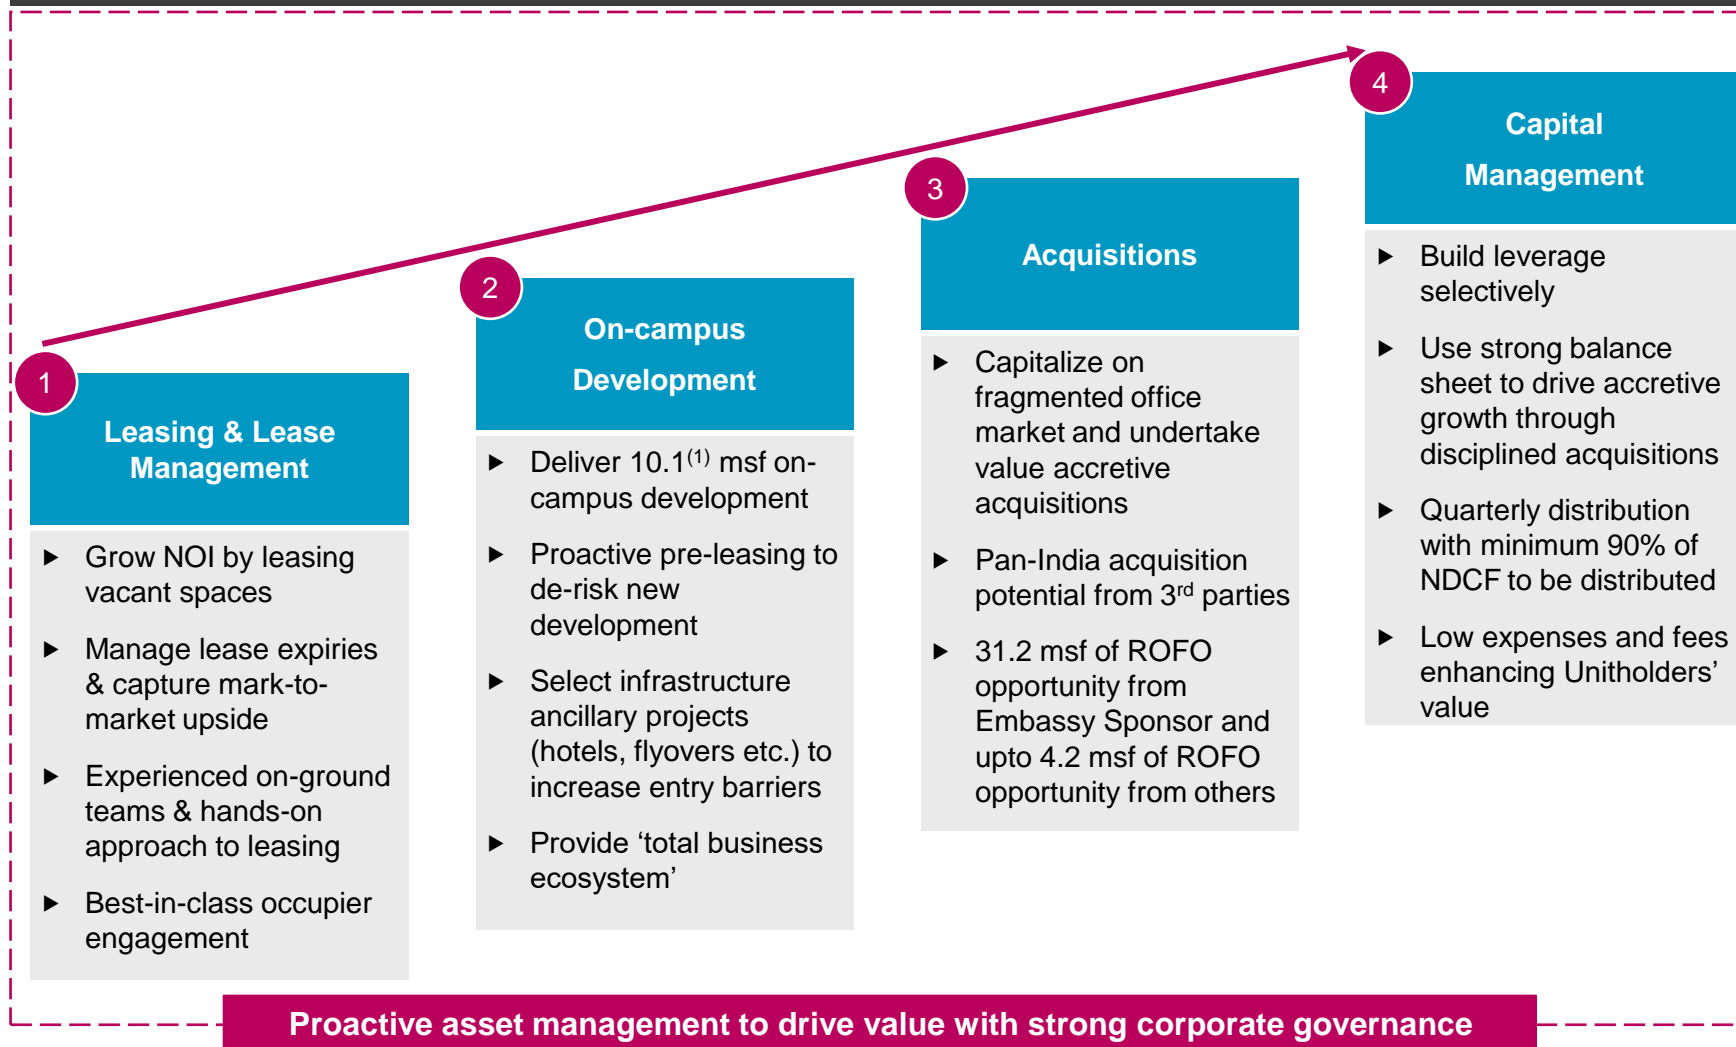 1
Leasing & Lease
Management
► Grow NOI by leasing
vacant spaces
► Manage lease expiries
& capture mark-to-
market upside
► Experienced on-ground
teams & hands-on
approach to leasing
► Best-in-class occupier
engagement
2
On-campus
Development
► Deliver 10.1(1) msf on-
campus development
► Proactive pre-leasing to
de-risk new
development
► Select infrastructure
ancillary projects
(hotels, flyovers etc.) to
increase entry barriers
► Provide ‘total business
ecosystem’
3
Acquisitions
► Capitalize on
fragmented office
market and undertake
value accretive
acquisitions
► Pan-India acquisition
potential from 3rd parties
► 31.2 msf of ROFO
opportunity from
Embassy Sponsor and
upto 4.2 msf of ROFO
opportunity from others
4
Capital
Management
► Build leverage
selectively
► Use strong balance
sheet to drive accretive
growth through
disciplined acquisitions
► Quarterly distribution
with minimum 90% of
NDCF to be distributed
► Low expenses and fees
enhancing Unitholders’
value
Proactive asset management to drive value with strong corporate governance